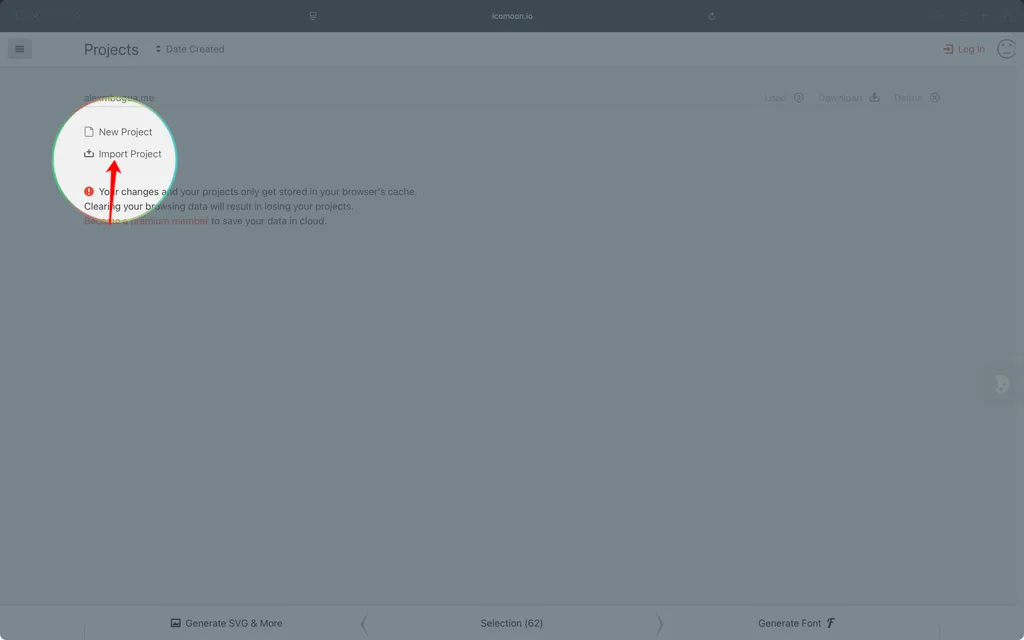 icomoon.io
Projects Date Created Log In
alexmbugua.me Load Download Delete
New Project
Import Project
Your changes and your projects only get stored in your browser's cache.
Clearing your browsing data will result in losing your projects.
Become a premium member to save your data in cloud.
Generate SVG & More Selection (62) Generate Font